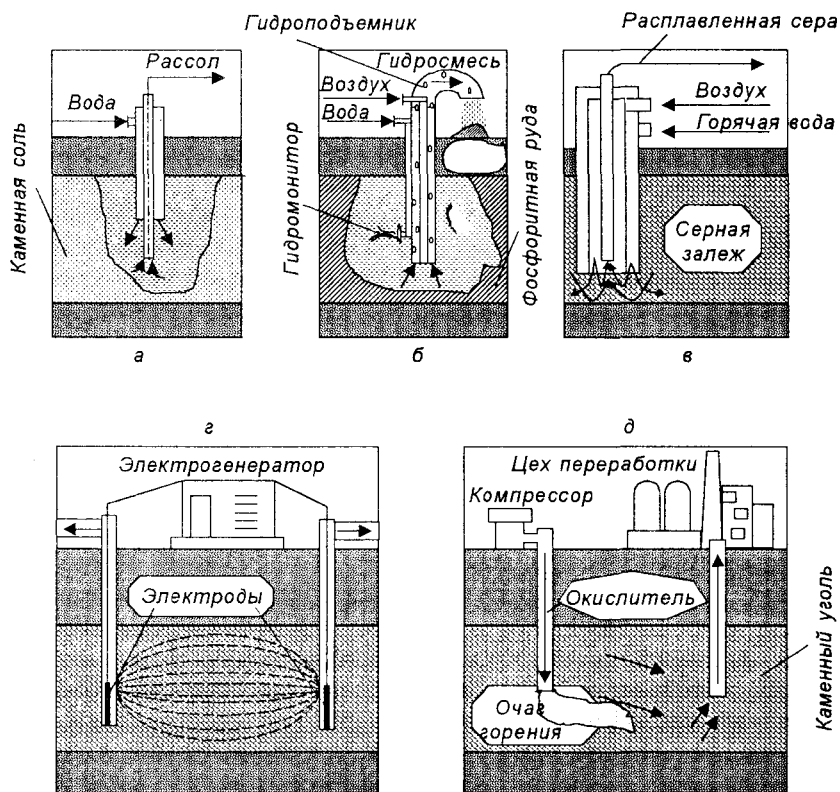 Гидроподъемник
Расплавленная сера
Рассол
Гидросмесь
Вода
Воздух
Вода
Воздух
Горячая вода
Каменная соль
Гидромонитор
Фосфоритная руда
Серная
залеж
а
б
в
г
д
Электрогенератор
Цех переработки
Компрессор
Электроды
Окислитель
Каменный уголь
Очаг
горения